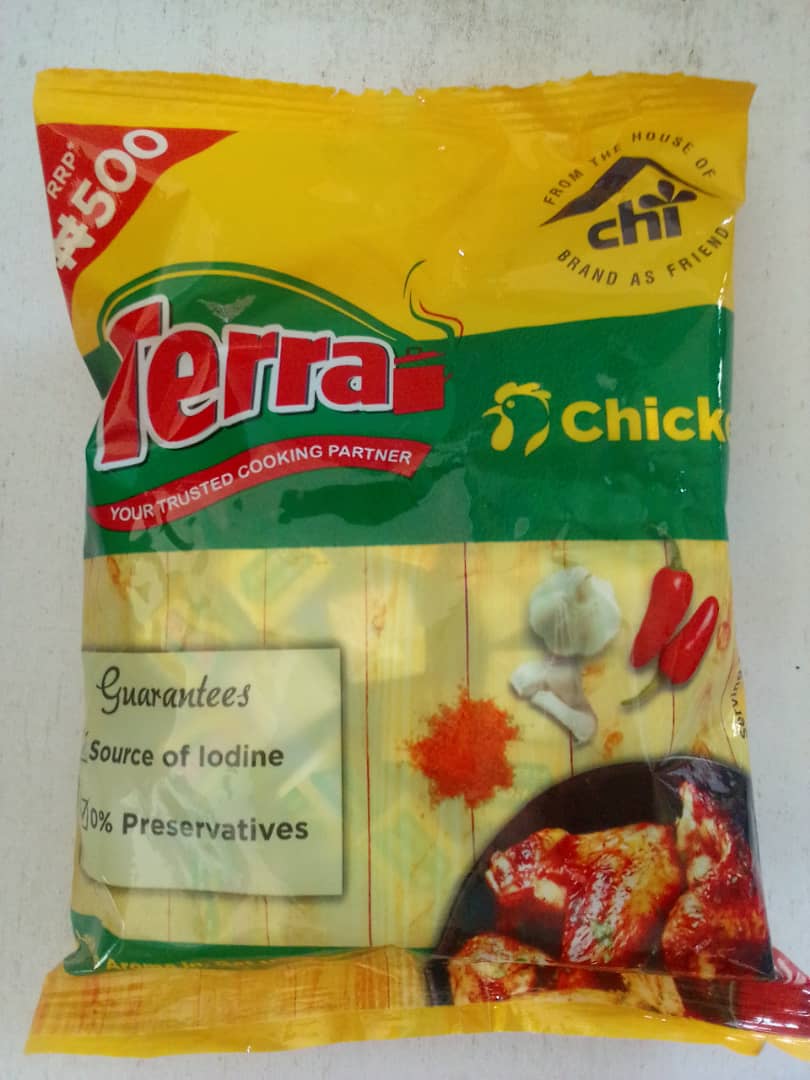 RRP*
₦500
FROM THE HOUSE OF
chi
BRAND AS FRIEND
Terra
YOUR TRUSTED COOKING PARTNER
Chick
Guarantees
Source of Iodine
0% Preservatives
Serving